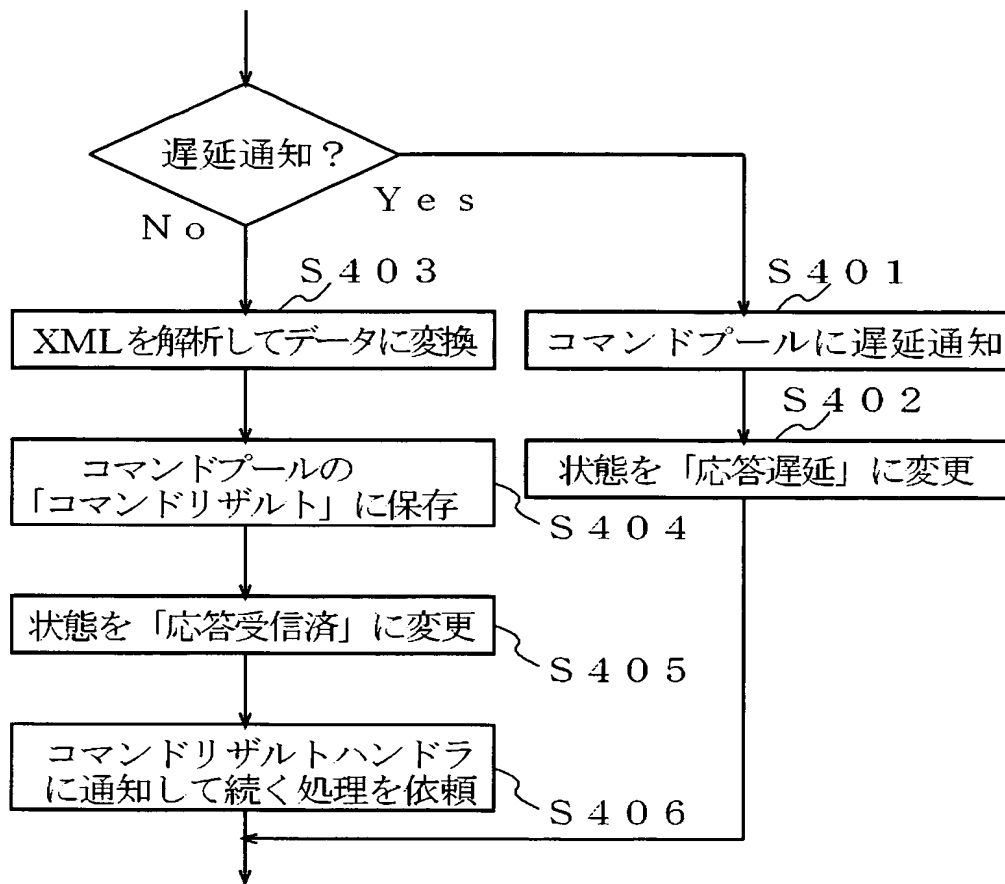 遅延通知？
Ｙｅｓ
Ｎｏ
Ｓ４０３
XMLを解析してデータに変換
Ｓ４０１
コマンドプールに遅延通知
Ｓ４０２
状態を「応答遅延」に変更
コマンドプールの
「コマンドリザルト」に保存
Ｓ４０４
状態を「応答受信済」に変更
Ｓ４０５
コマンドリザルトハンドラ
に通知して続く処理を依頼
Ｓ４０６